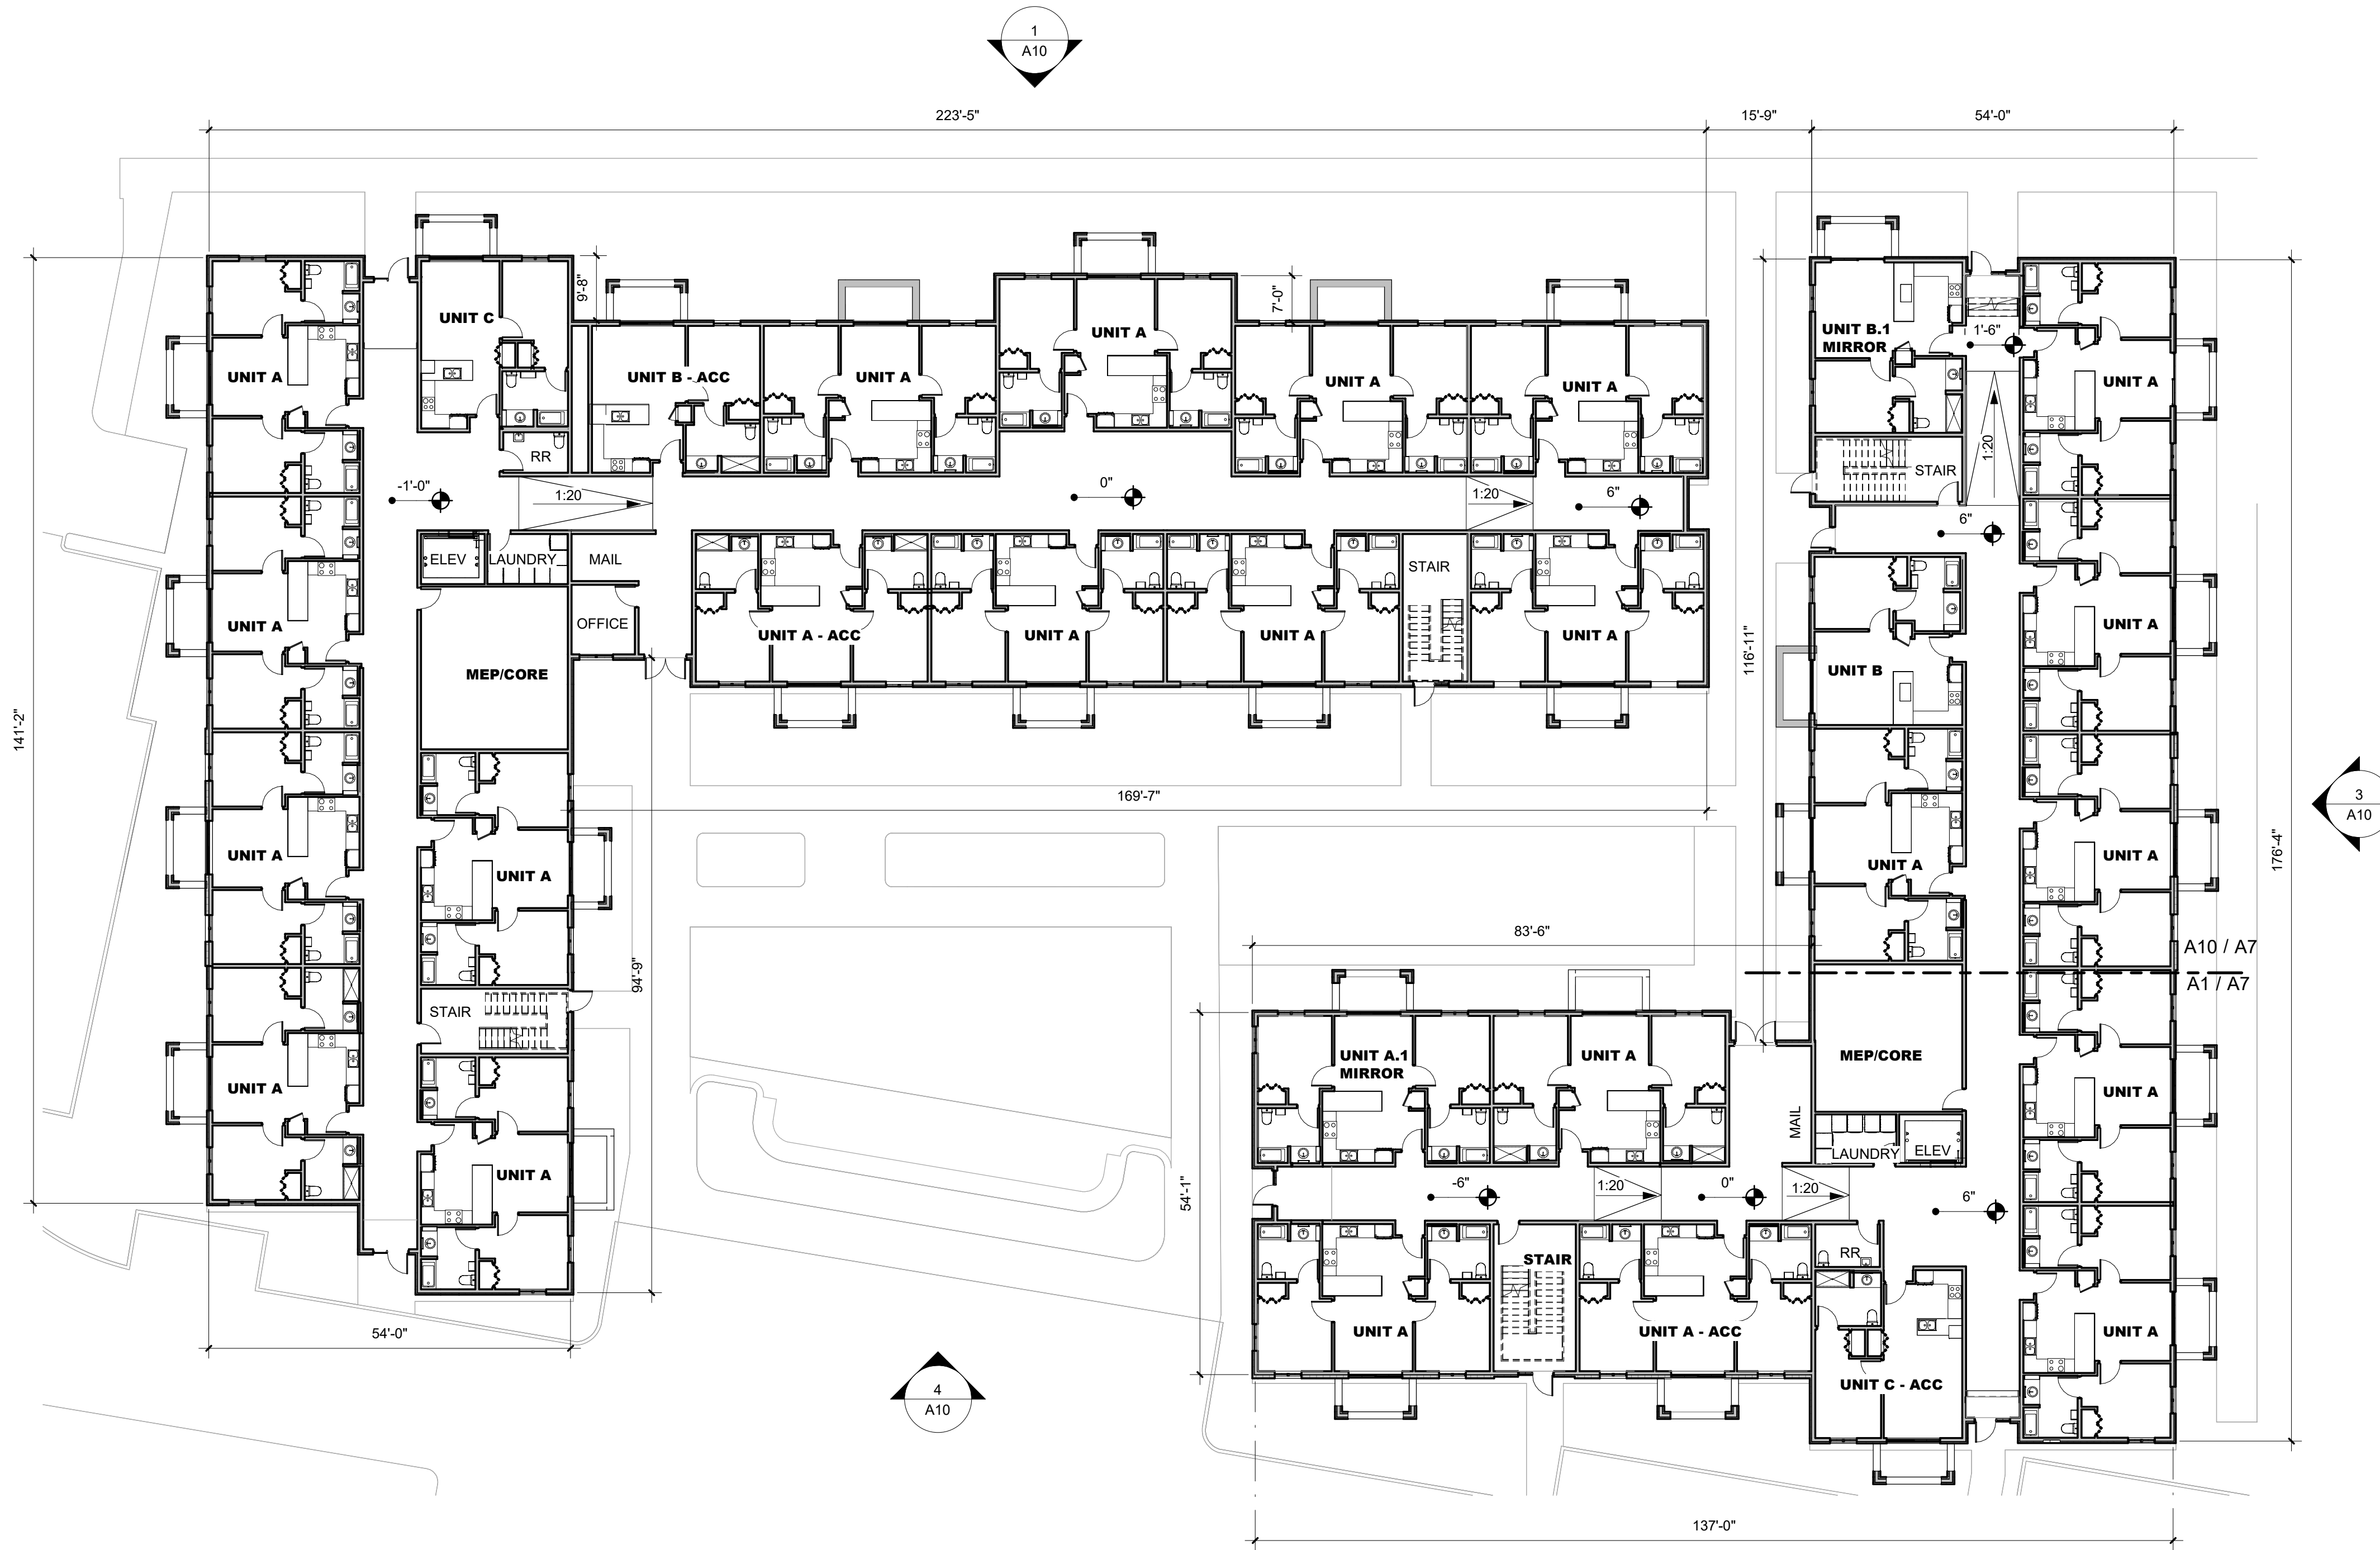 1
A10
223'-5"
15'-9"
54'-0"
9'-8"
7'-0"
UNIT C
UNIT A
UNIT B.1
MIRROR
1'-6"
UNIT A
UNIT B - ACC
UNIT A
UNIT A
UNIT A
UNIT A
UNIT A
RR
1:20
STAIR
-1'-0"
1:20
0"
1:20
6"
6"
ELEV
LAUNDRY
MAIL
STAIR
OFFICE
UNIT A
UNIT A - ACC
UNIT A
UNIT A
UNIT A
UNIT A
116'-11"
MEP/CORE
UNIT B
141'-2"
169'-7"
3
A10
176'-4"
UNIT A
UNIT A
UNIT A
UNIT A
83'-6"
A10 / A7
94'-9"
A1 / A7
STAIR
UNIT A.1
MIRROR
UNIT A
MEP/CORE
UNIT A
UNIT A
MAIL
LAUNDRY
ELEV
UNIT A
54'-1"
-6"
1:20
0"
1:20
6"
RR
STAIR
UNIT A
UNIT A - ACC
UNIT A
54'-0"
UNIT C - ACC
4
A10
137'-0"